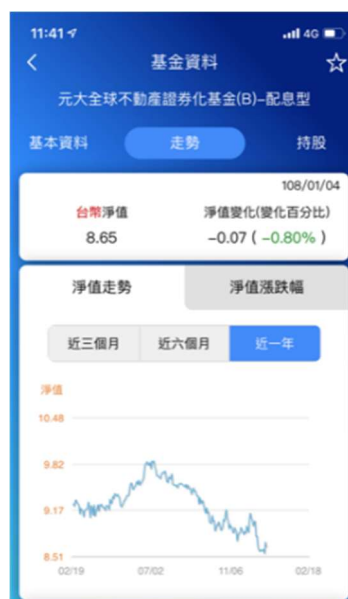 11:41 4G
基金資料
元大全球不動產證券化基金(B)–配息型
基本資料 走勢 持股
108/01/04
台幣淨值 淨值變化(變化百分比)
8.65 –0.07 ( –0.80% )
淨值走勢 淨值漲跌幅
近三個月 近六個月 近一年
淨值
10.48
9.82
9.17
8.51
02/19 07/02 11/06 02/18